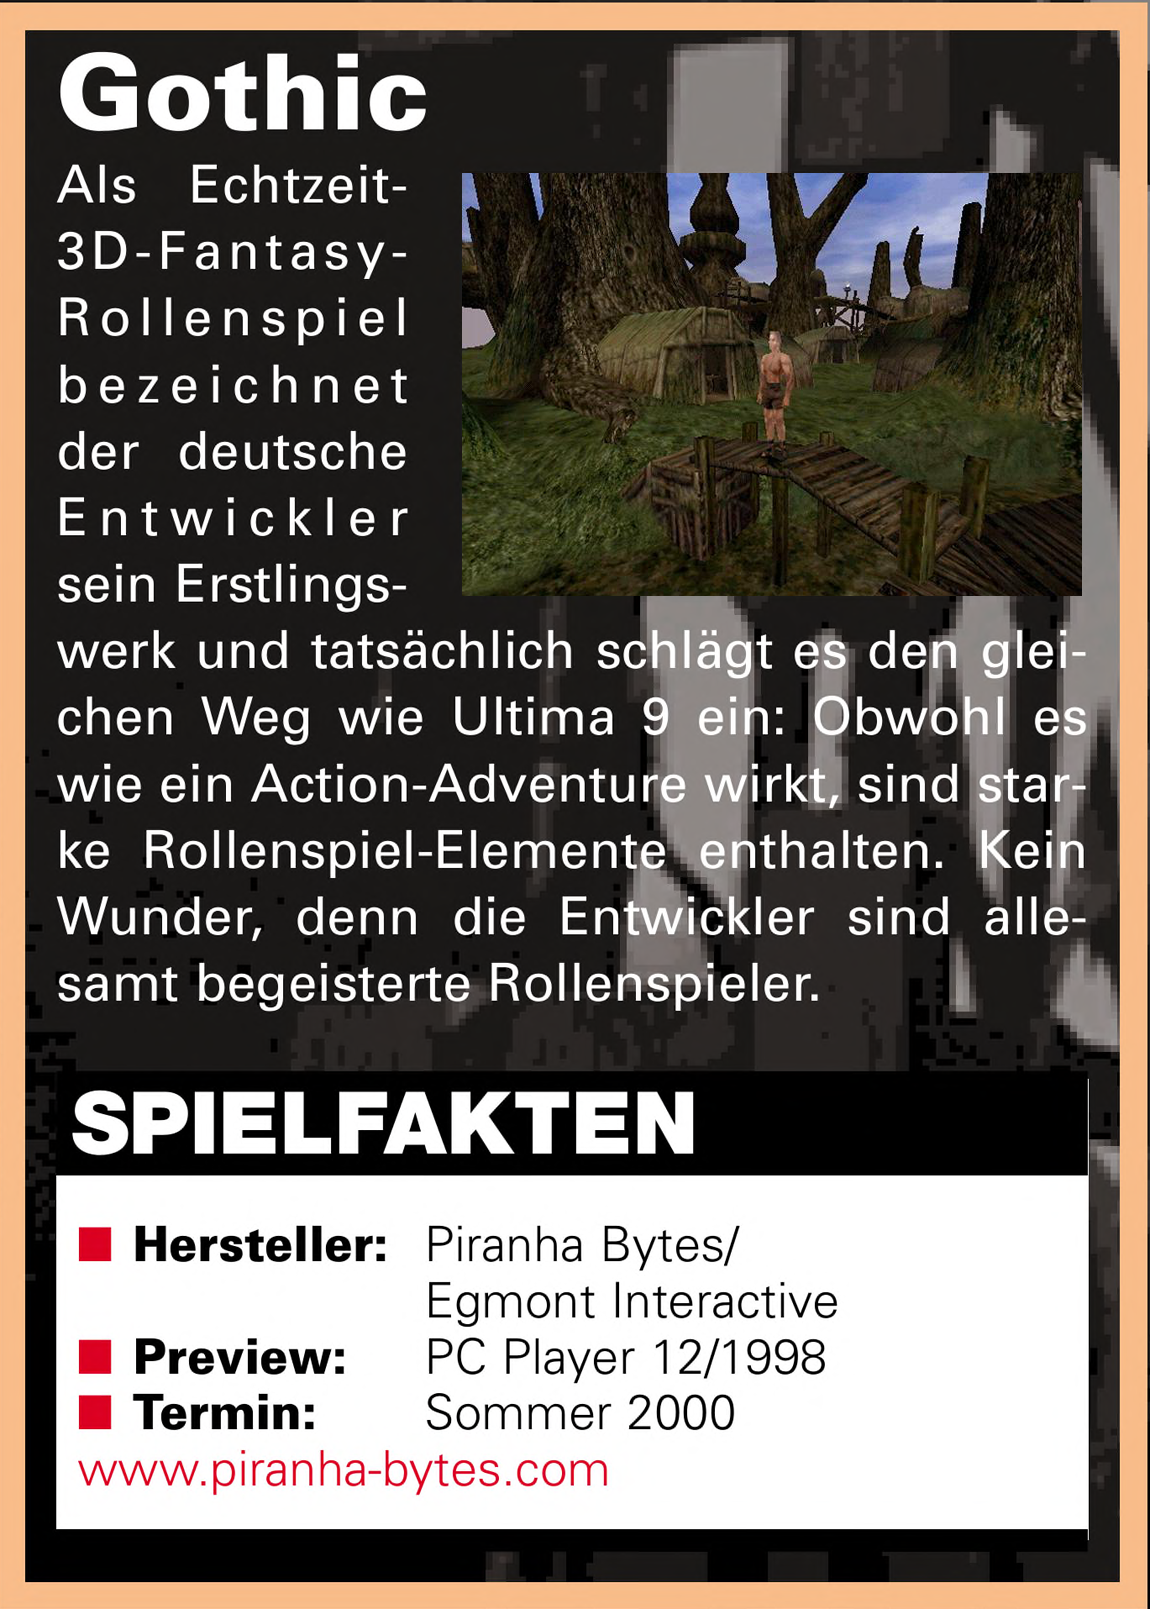 Gothic
Als Echtzeit-
3D-Fantasy-
Rollenspiel
bezeichnet
der deutsche
Entwickler
sein Erstlings-
werk und tatsächlich schlägt es den glei-
chen Weg wie Ultima 9 ein: Obwohl es
wie ein Action-Adventure wirkt, sind star-
ke Rollenspiel-Elemente enthalten. Kein
Wunder, denn die Entwickler sind alle-
samt begeisterte Rollenspieler.
SPIELFAKTEN
Hersteller: Piranha Bytes/
Egmont Interactive
Preview: PC Player 12/1998
Termin: Sommer 2000
www.piranha-bytes.com